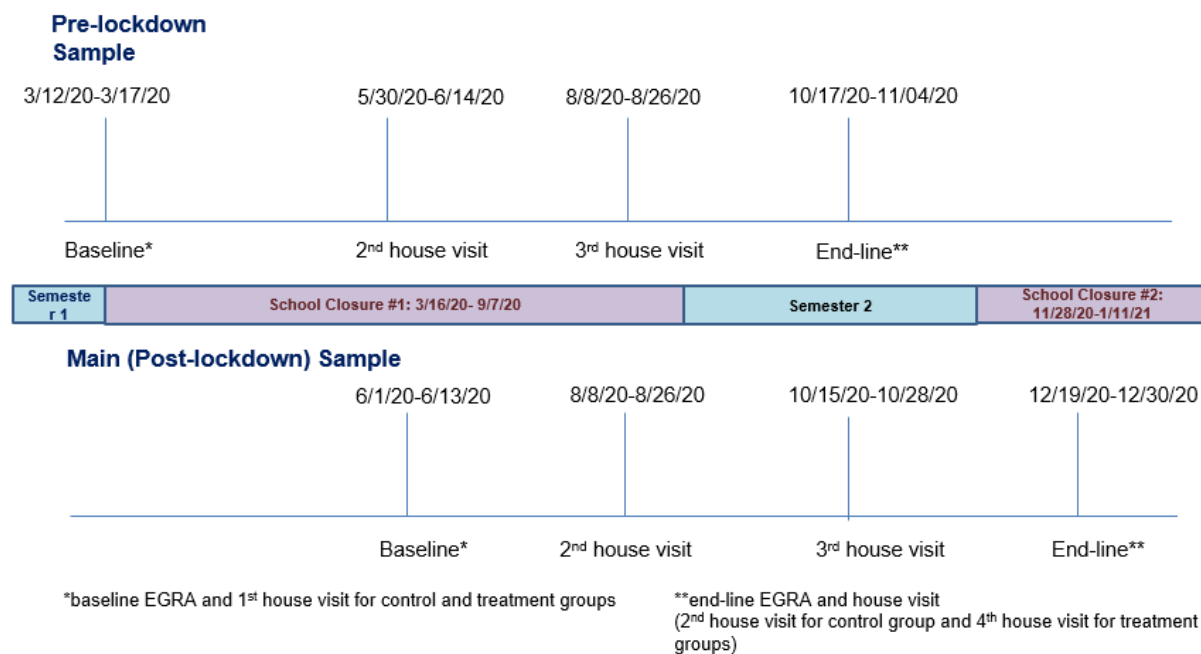 Pre-lockdown
Sample
3/12/20-3/17/20
5/30/20-6/14/20
8/8/20-8/26/20
10/17/20-11/04/20
Baseline*
2nd house visit
3rd house visit
End-line**
Semeste
r 1
School Closure #1: 3/16/20- 9/7/20
Semester 2
School Closure #2:
11/28/20-1/11/21
Main (Post-lockdown) Sample
6/1/20-6/13/20
8/8/20-8/26/20
10/15/20-10/28/20
12/19/20-12/30/20
Baseline*
2nd house visit
3rd house visit
End-line**
*baseline EGRA and 1st house visit for control and treatment groups
**end-line EGRA and house visit
(2nd house visit for control group and 4th house visit for treatment
groups)